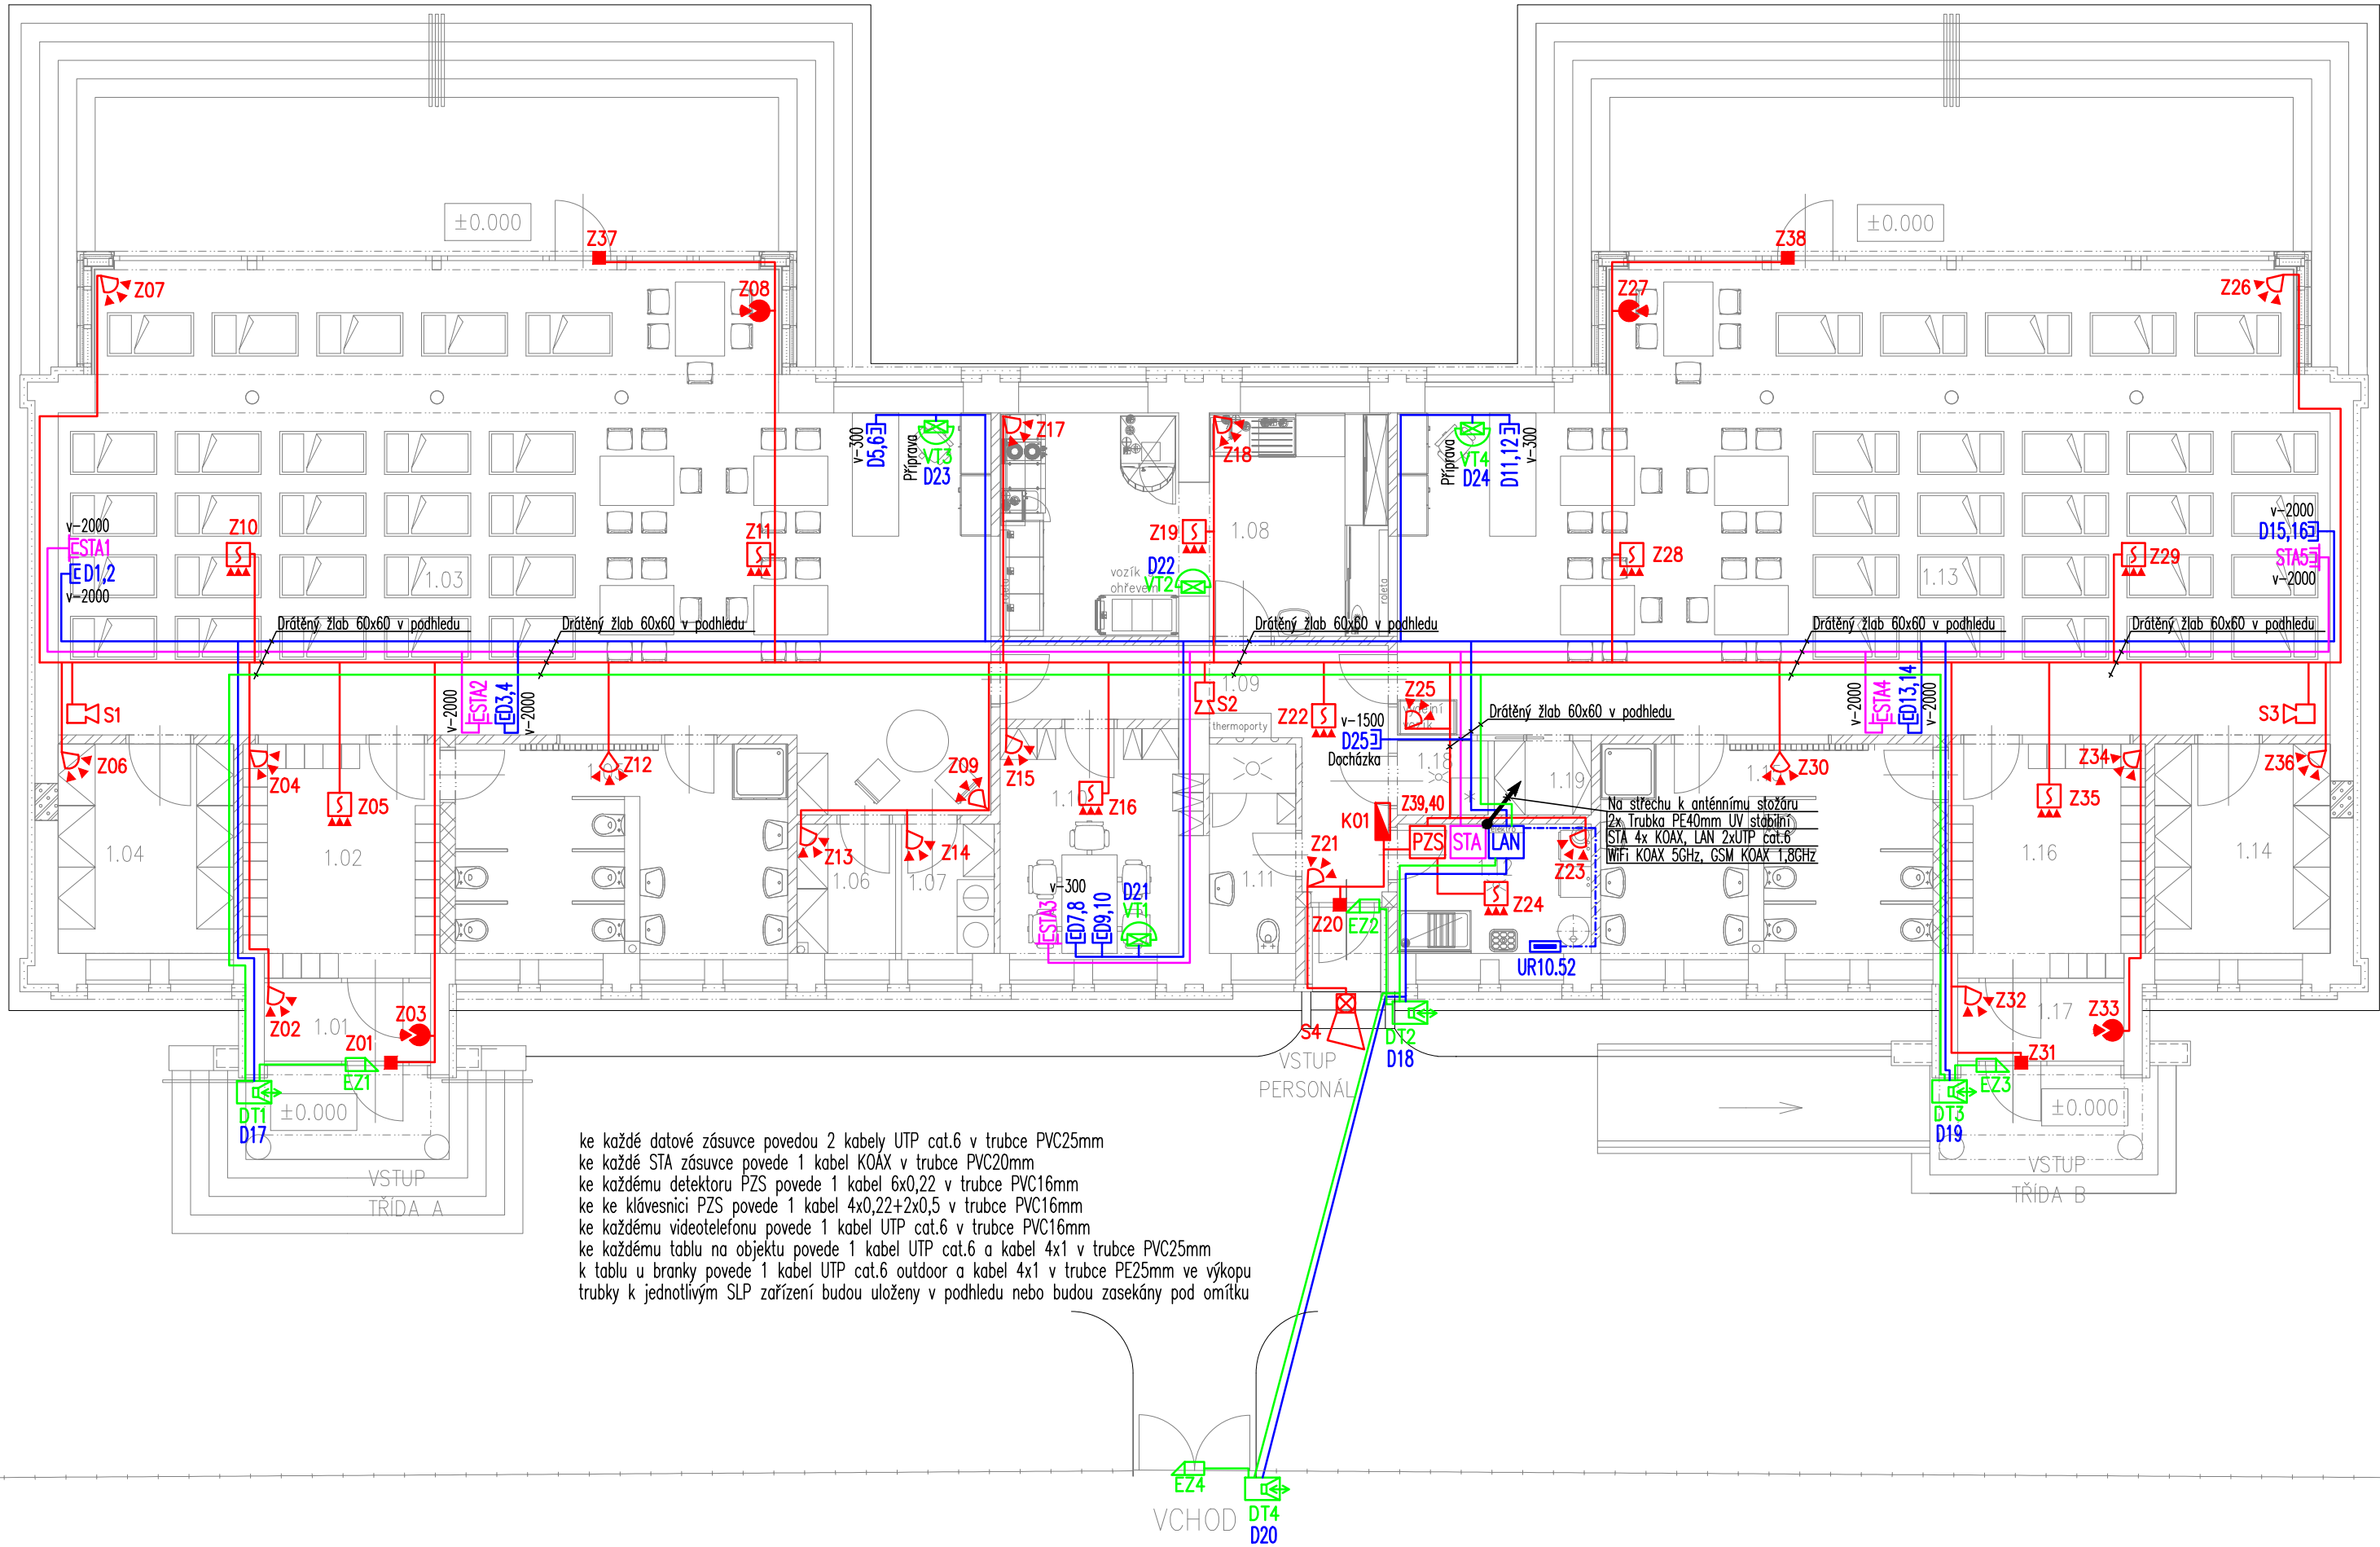 ±0.000
±0.000
Z37
Z38
Z07
Z08
Z27
Z26
Z17
Z18
v-300
D5,6
Příprava
VT3
D23
Příprava
VT4
D24
D11,12
v-300
v-2000
STA1
D1,2
v-2000
Z10
Z11
1.03
Z19
1.08
D22
VT2
vozík
ohřevem
roleta
Z28
Z29
1.13
v-2000
D15,16
STA5
v-2000
Drátěný žlab 60x60 v podhledu
Drátěný žlab 60x60 v podhledu
Drátěný žlab 60x60 v podhledu
Drátěný žlab 60x60 v podhledu
Drátěný žlab 60x60 v podhledu
S1
v-2000
STA2
D3,4
v-2000
1.09
S2
thermoporty
Z22
v-1500
D25
Docházka
Z25
Drátěný žlab 60x60 v podhledu
v-2000
STA4
D13,14
v-2000
S3
Z06
Z04
Z05
Z12
Z09
Z15
1.10
Z16
1.18
1.19
Z30
Z34
Z35
Z36
K01
Z39,40
PZS
STA
LAN
Na strechu k anténnímu stožáru
2x Trubka PE40mm UV stabilní
STA 4x KOAX, LAN 2xUTP cat.6
WiFi KOAX 5GHz, GSM KOAX 1,8GHz
1.04
1.02
Z13
Z14
1.06
1.07
Z21
1.11
Z23
Z24
1.16
1.14
v-300
STA3
D7,8
D9,10
D21
VT1
Z20
EZ2
UR10.52
Z02
1.01
Z03
Z01
EZ1
DT1
D17
±0.000
S4
DT2
D18
VSTUP
PERSONÁL
Z32
1.17
Z33
Z31
EZ3
DT3
D19
±0.000
VSTUP
TŘÍDA A
VSTUP
TŘÍDA B
ke každé datové zásuvce povedou 2 kabely UTP cat.6 v trubce PVC25mm
ke každé STA zásuvce povede 1 kabel KOAX v trubce PVC20mm
ke každému detektoru PZS povede 1 kabel 6x0,22 v trubce PVC16mm
ke ke klávesnici PZS povede 1 kabel 4x0,22+2x0,5 v trubce PVC16mm
ke každému videotelefonu povede 1 kabel UTP cat.6 v trubce PVC16mm
ke každému tablu na objektu povede 1 kabel UTP cat.6 a kabel 4x1 v trubce PVC25mm
k tablu u branky povede 1 kabel UTP cat.6 outdoor a kabel 4x1 v trubce PE25mm ve výkopu
trubky k jednotlivým SLP zařízení budou uloženy v podhledu nebo budou zasekány pod omítku
EZ4
VCHOD
DT4
D20